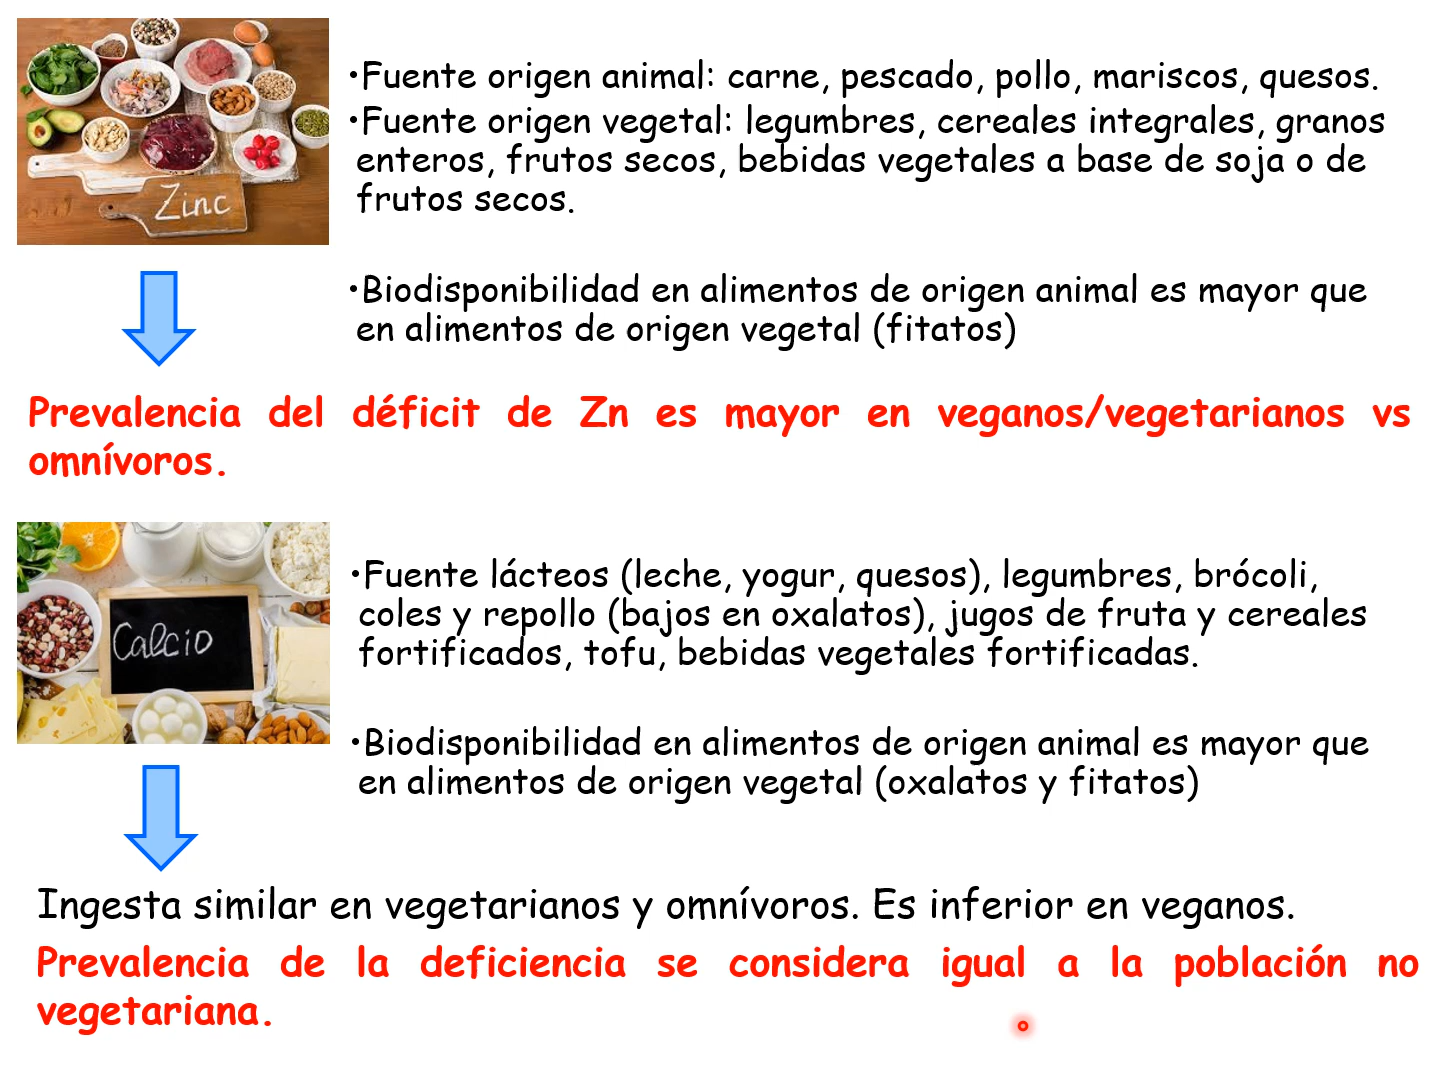 Zinc
•Fuente origen animal: carne, pescado, pollo, mariscos, quesos.
•Fuente origen vegetal: legumbres, cereales integrales, granos
enteros, frutos secos, bebidas vegetales a base de soja o de
frutos secos.
•Biodisponibilidad en alimentos de origen animal es mayor que
en alimentos de origen vegetal (fitatos)
Prevalencia del déficit de Zn es mayor en veganos/vegetarianos vs
omnívoros.
Calcio
•Fuente lácteos (leche, yogur, quesos), legumbres, brócoli,
coles y repollo (bajos en oxalatos), jugos de fruta y cereales
fortificados, tofu, bebidas vegetales fortificadas.
•Biodisponibilidad en alimentos de origen animal es mayor que
en alimentos de origen vegetal (oxalatos y fitatos)
Ingesta similar en vegetarianos y omnívoros. Es inferior en veganos.
Prevalencia de la deficiencia se considera igual a la población no
vegetariana.